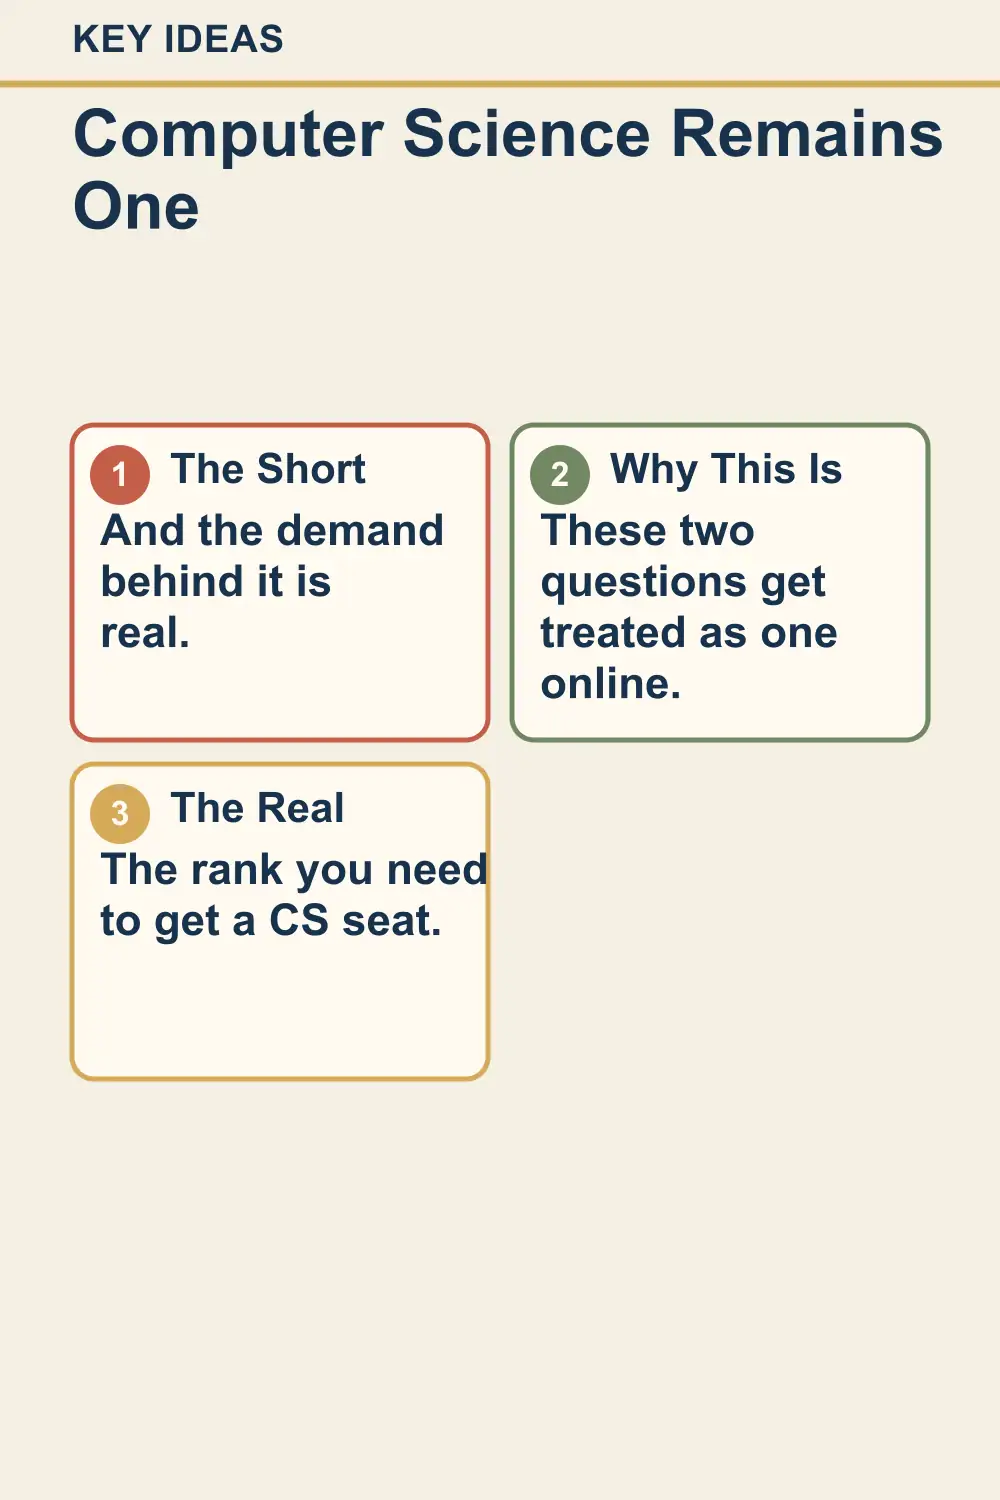 KEY IDEAS
Computer Science Remains
One
1 The Short
And the demand
behind it is
real.
2 Why This Is
These two
questions get
treated as one
online.
3 The Real
The rank you need
to get a CS seat.